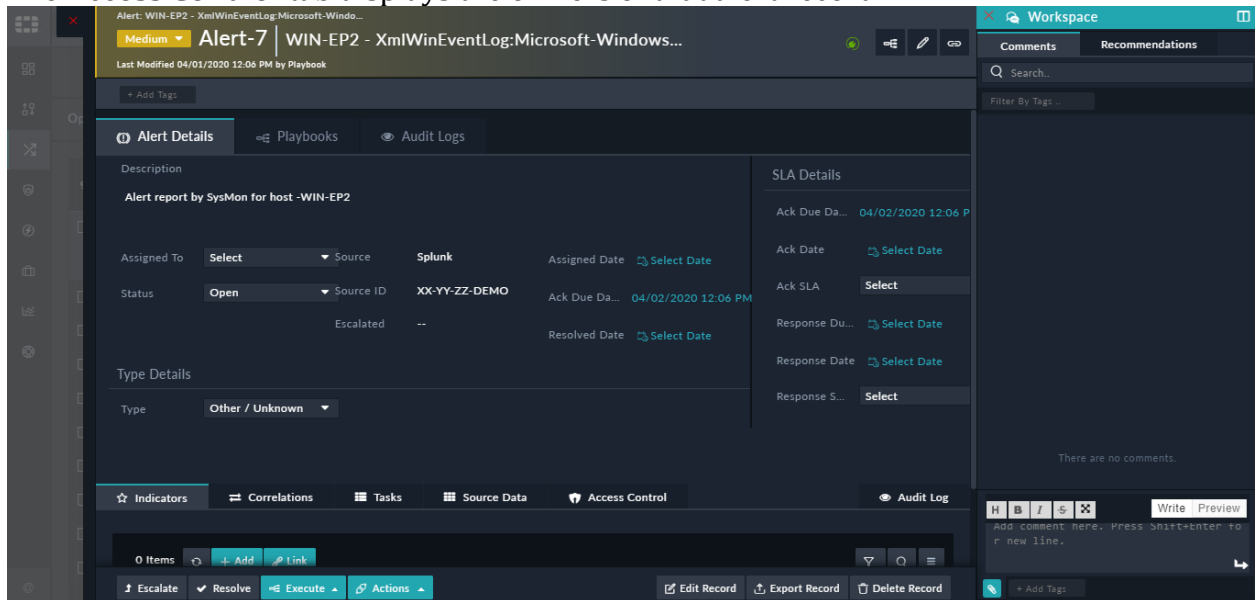 Alert: WIN-EP2 - XmlWinEventLog:Microsoft-Windo...
Medium Alert-7 WIN-EP2 - XmlWinEventLog:Microsoft-Windows...
Last Modified 04/01/2020 12:06 PM by Playbook
+ Add Tags
Alert Details Playbooks Audit Logs
Description
Alert report by SysMon for host -WIN-EP2
Assigned To Select Source Splunk Assigned Date Select Date
Status Open Source ID XX-YY-ZZ-DEMO Ack Due Da... 04/02/2020 12:06 PM
Escalated -- Resolved Date Select Date
Type Details
Type Other / Unknown
SLA Details
Ack Due Da... 04/02/2020 12:06 P
Ack Date Select Date
Ack SLA Select
Response Du... Select Date
Response Date Select Date
Response S... Select
Indicators Correlations Tasks Source Data Access Control Audit Log
0 Items + Add Link
Escalate Resolve Execute Actions Edit Record Export Record Delete Record
Workspace
Comments Recommendations
Search..
Filter By Tags ..
There are no comments.
H B I S Write Preview
Add comment here. Press Shift+Enter fo
r new line.
+ Add Tags